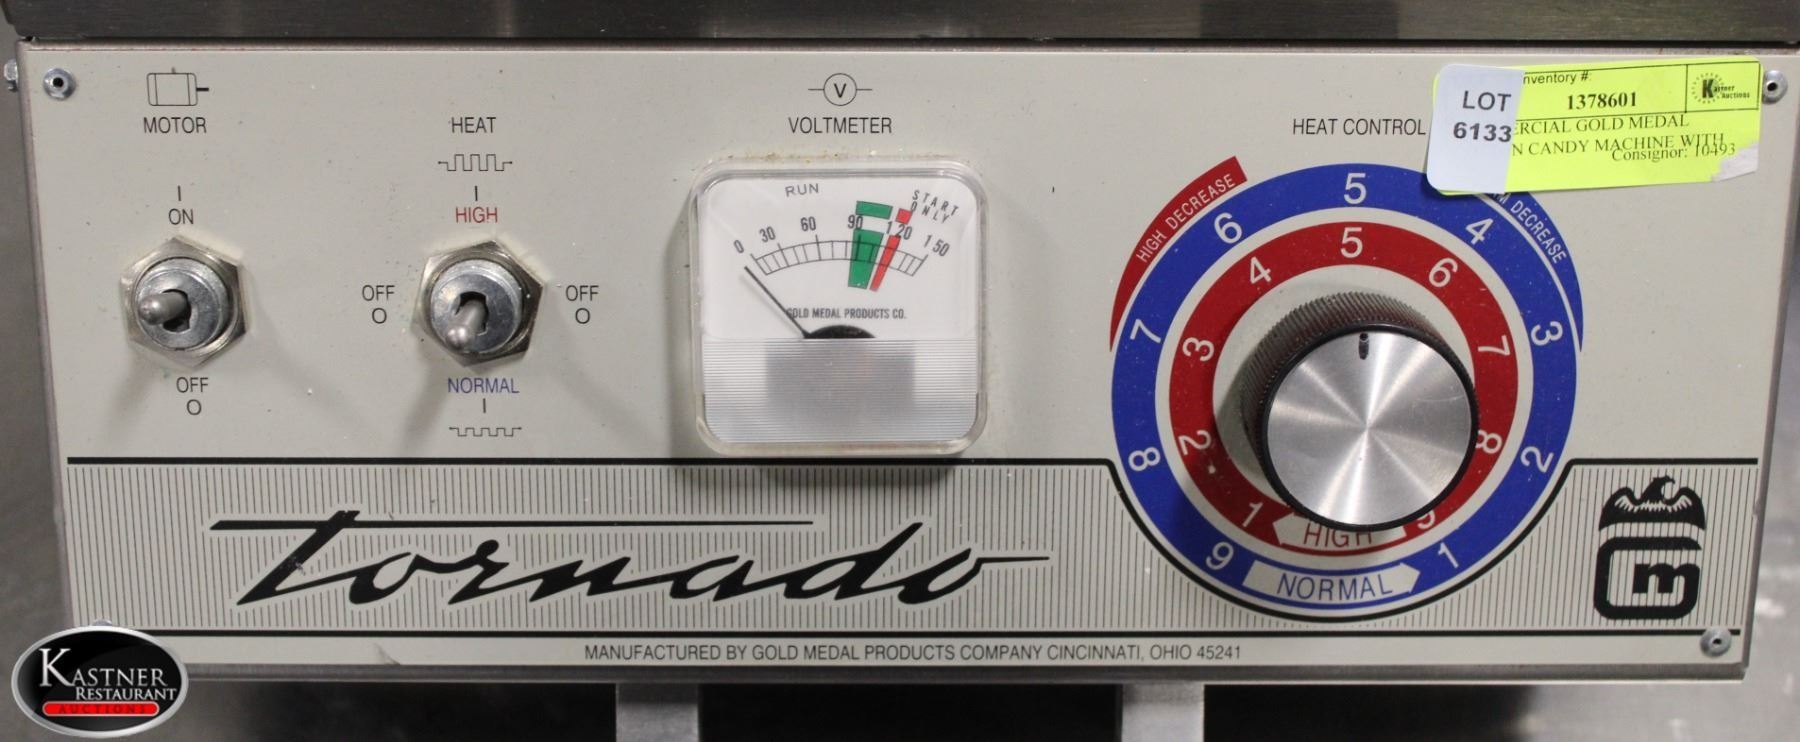 MOTOR
ON
OFF
O
HEAT
HIGH
OFF
O
OFF
O
NORMAL
V
VOLTMETER
RUN
START
ONLY
0 30 60 90 120 150
GOLD MEDAL PRODUCTS CO.
HEAT CONTROL
HIGH DECREASE
DECREASE
9 8 7 6 5 4 3 2 1
1 2 3 4 5 6 7 8 9
HIGH
NORMAL
LOT
6133
Inventory #:
1378601
Kastner
Auctions
GOLD MEDAL
CANDY MACHINE WITH
Consignor: 10493
Tornado
Gm
MANUFACTURED BY GOLD MEDAL PRODUCTS COMPANY CINCINNATI, OHIO 45241
KASTNER
RESTAURANT
AUCTIONS